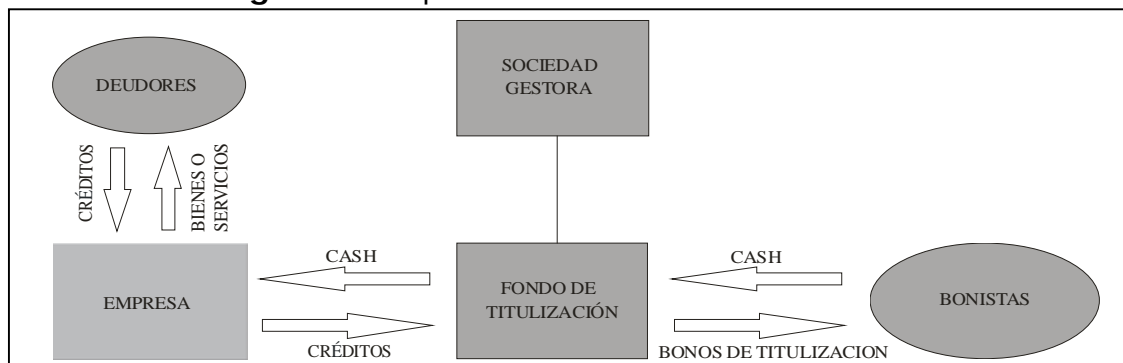 SOCIEDAD
GESTORA
DEUDORES
CRÉDITOS
BIENES O
SERVICIOS
CASH
CASH
EMPRESA
FONDO DE
TITULIZACIÓN
BONISTAS
CRÉDITOS
BONOS DE TITULIZACION